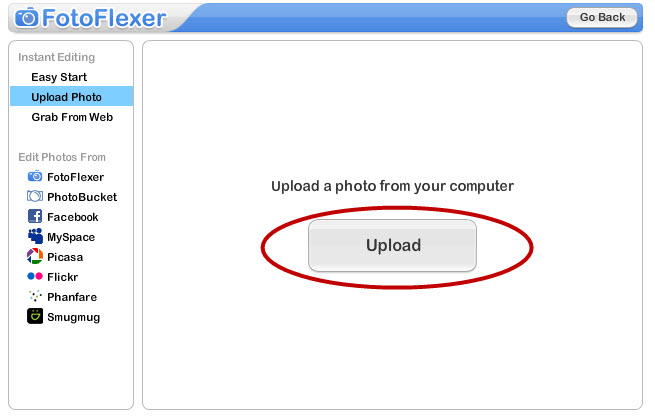 FotoFlexer
Go Back
Instant Editing
Easy Start
Upload Photo
Grab From Web
Edit Photos From
FotoFlexer
PhotoBucket
Facebook
MySpace
Picasa
Flickr
Phanfare
Smugmug
Upload a photo from your computer
Upload